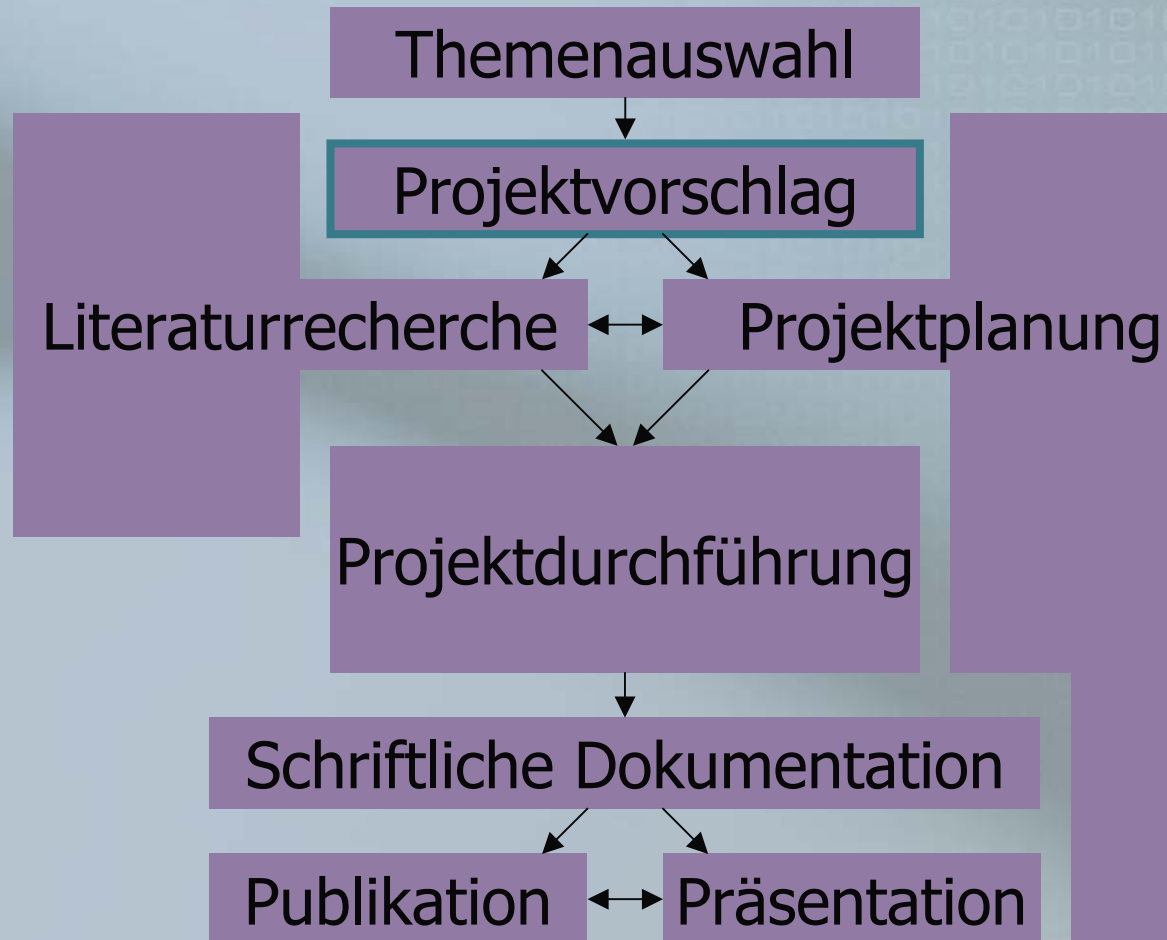 Themenauswahl
Projektvorschlag
Literaturrecherche
Projektplanung
Projektdurchführung
Schriftliche Dokumentation
Publikation
Präsentation